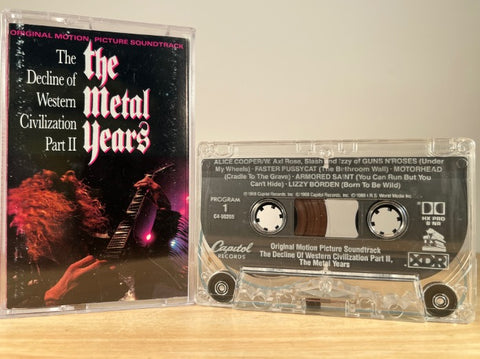 ORIGINAL MOTION PICTURE SOUNDTRACK
The
Decline of
Western
Civilization
Part II
the
metal
years
ALICE COOPER/W. Axl Rose, Slash and Izzy of GUNS N'ROSES (Under
My Wheels) · FASTER PUSSYCAT (The Bathroom Wall) · MOTORHEAD
(Cradle To The Grave) · ARMORED SAINT (You Can Run But You
Can't Hide) · LIZZY BORDEN (Born To Be Wild)
PROGRAM
1
HX PRO
B NR
Capitol
RECORDS
XDR
Original Motion Picture Soundtrack
The Decline Of Western Civilization Part II,
The Metal Years